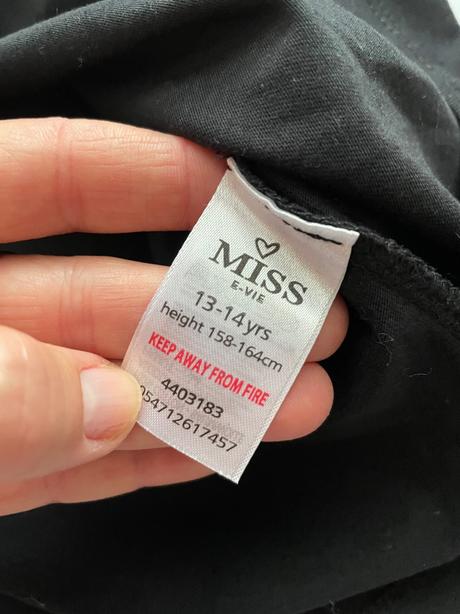 MISS
E-VIE
13-14yrs
height 158-164cm
KEEP AWAY FROM FIRE
4403183
054712617457